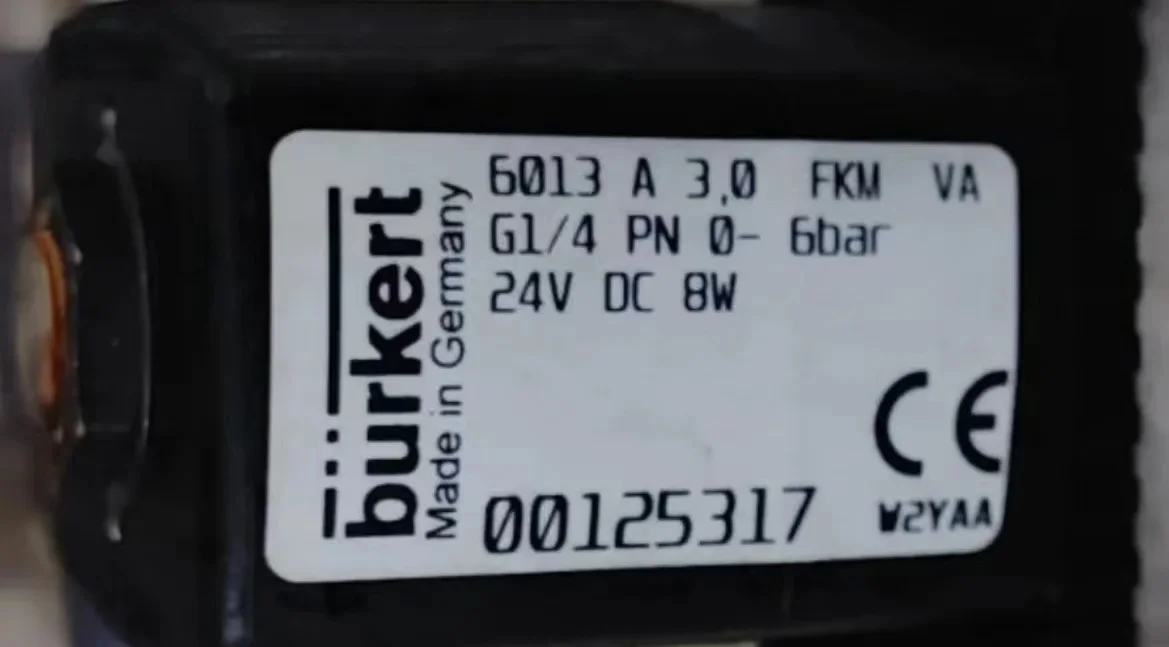 bürkert
Made in Germany
6013 A 3,0 FKM VA
G1/4 PN 0- 6bar
24V DC 8W
CE
00125317
W2YAA